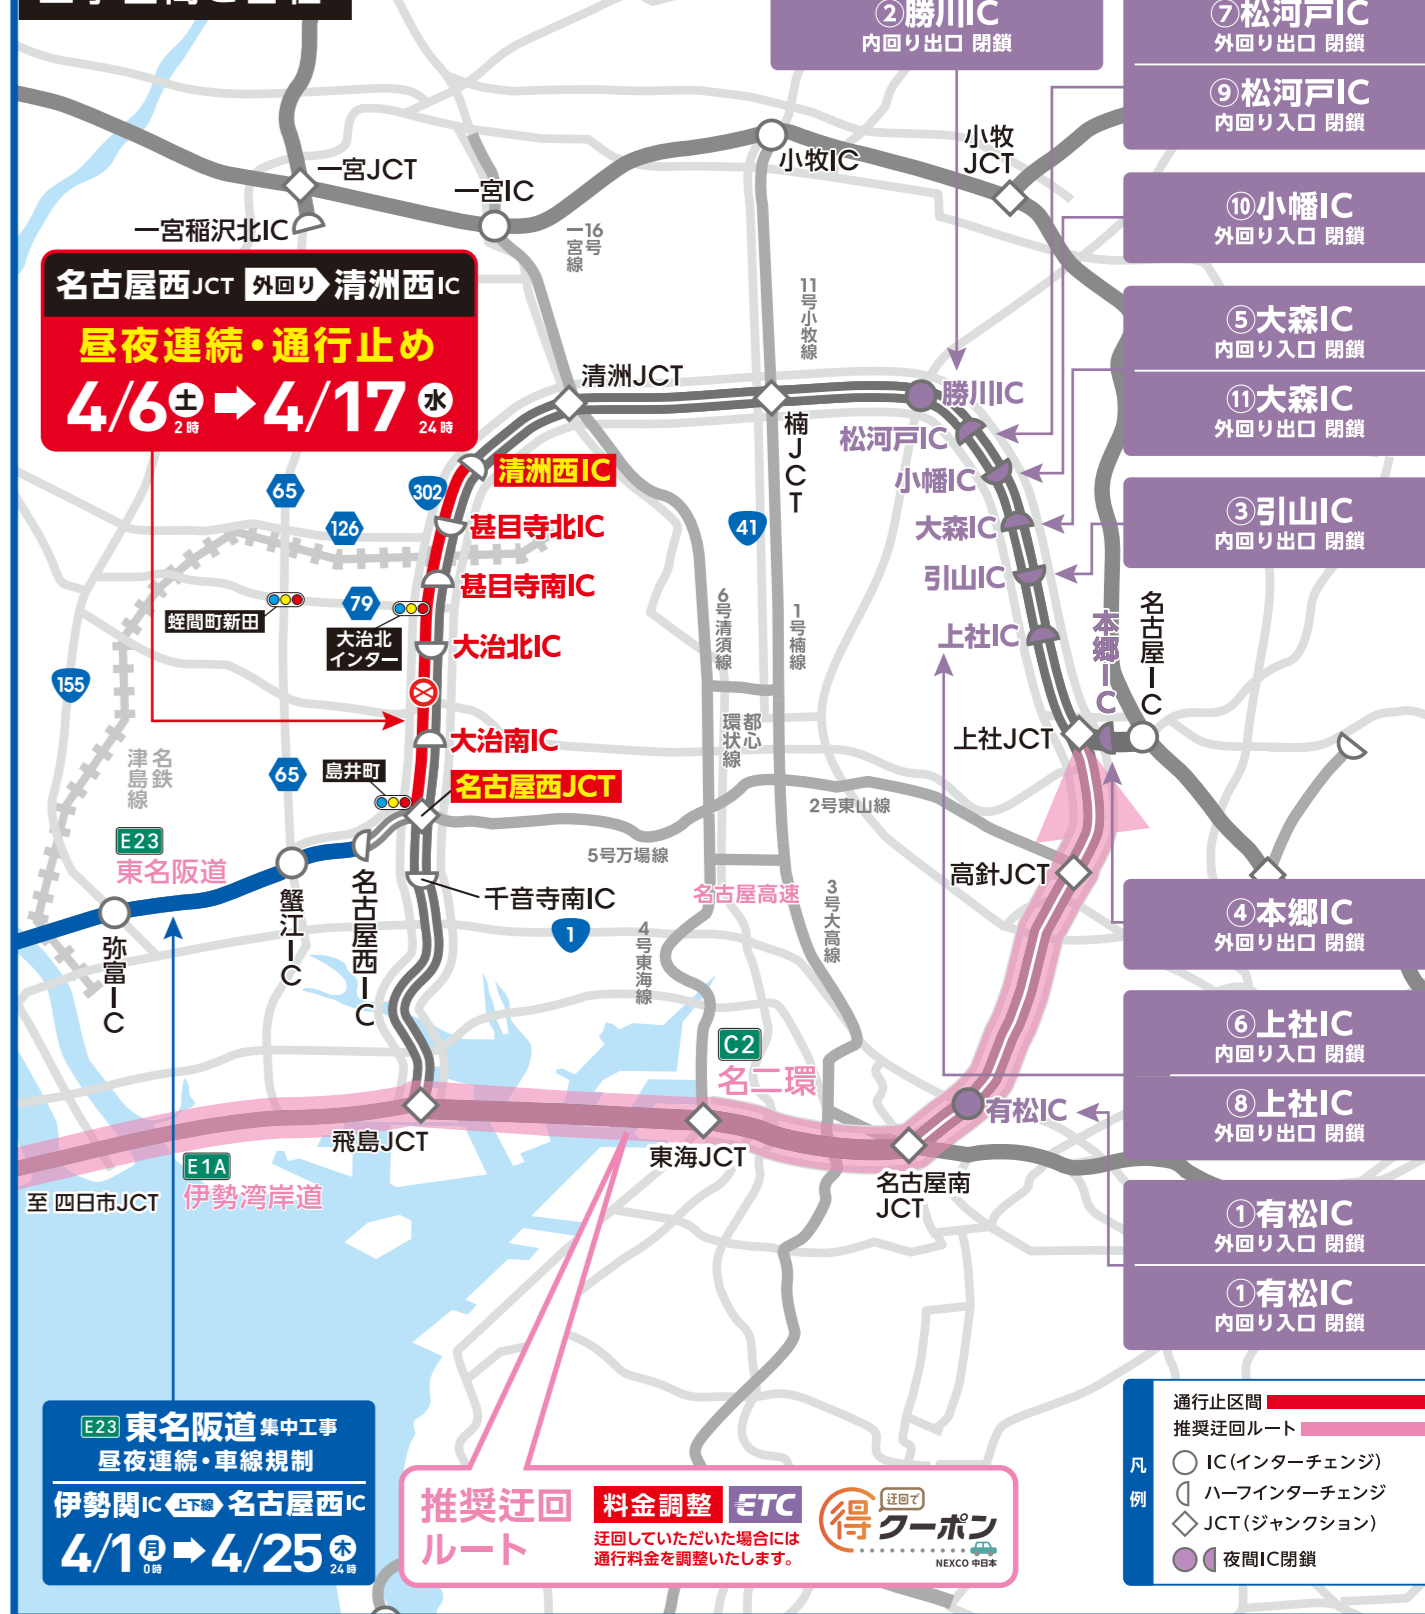 ②勝川IC
内回り出口 閉鎖
⑦松河戸IC
外回り出口 閉鎖
⑨松河戸IC
内回り入口 閉鎖
⑩小幡IC
外回り入口 閉鎖
⑤大森IC
内回り入口 閉鎖
⑪大森IC
外回り出口 閉鎖
③引山IC
内回り出口 閉鎖
④本郷IC
外回り出口 閉鎖
⑥上社IC
内回り入口 閉鎖
⑧上社IC
外回り出口 閉鎖
①有松IC
外回り入口 閉鎖
①有松IC
内回り入口 閉鎖
一宮JCT
一宮IC
一宮稲沢北IC
小牧IC
小牧
JCT
一宮線
16号
11号小牧線
名古屋西JCT 外回り 清洲西IC
昼夜連続・通行止め
4/6 土 2時 4/17 水 24時
清洲JCT
楠JCT
勝川IC
松河戸IC
小幡IC
大森IC
引山IC
上社IC
本郷IC
名古屋IC
上社JCT
高針JCT
清洲西IC
甚目寺北IC
甚目寺南IC
大治北IC
大治南IC
名古屋西JCT
65
126
302
41
79
155
65
1
蛭間町新田
大治北
インター
島井町
名鉄
津島線
6号清須線
1号楠線
都心
環状線
2号東山線
5号万場線
名古屋高速
3号大高線
4号東海線
E23
東名阪道
弥富IC
蟹江IC
名古屋西IC
千音寺南IC
C2
名二環
有松IC
飛島JCT
東海JCT
名古屋南
JCT
E1A
伊勢湾岸道
至 四日市JCT
E23 東名阪道 集中工事
昼夜連続・車線規制
伊勢関IC 上下線 名古屋西IC
4/1 月 0時 4/25 木 24時
推奨迂回
ルート
料金調整 ETC
迂回していただいた場合には
通行料金を調整いたします。
迂回で
得クーポン
NEXCO 中日本
凡例
通行止区間
推奨迂回ルート
IC(インターチェンジ)
ハーフインターチェンジ
JCT(ジャンクション)
夜間IC閉鎖